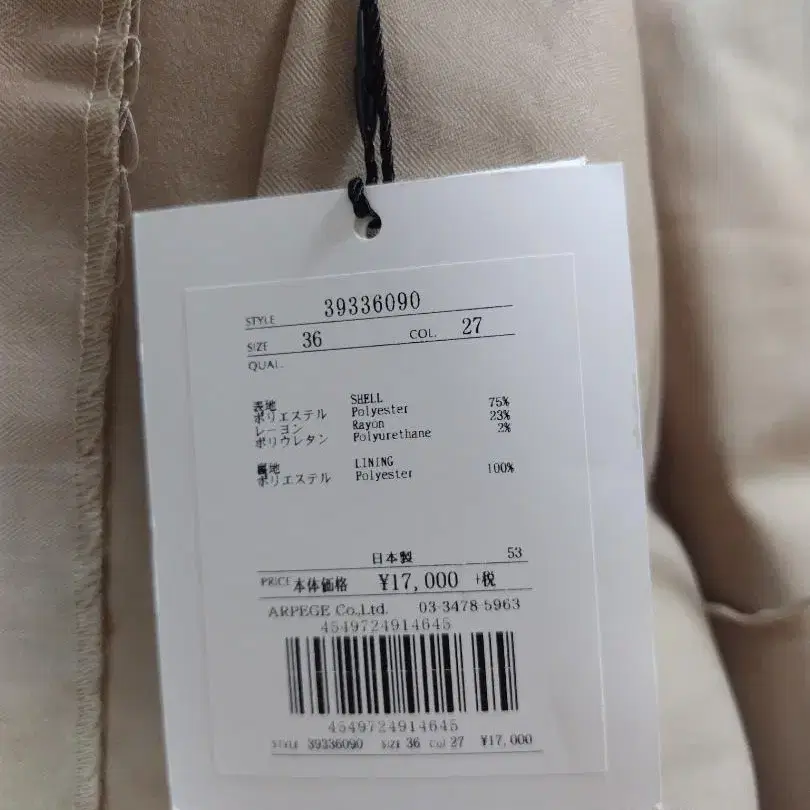 STYLE 39336090
SIZE 36 COL. 27
QUAL.
表地 SHELL
ポリエステル Polyester 75%
レーヨン Rayon 23%
ポリウレタン Polyurethane 2%
裏地 LINING
ポリエステル Polyester 100%
日本製 53
PRICE 本体価格 ¥17,000 +税
ARPEGE Co.,Ltd. 03-3478-5963
4549724914645
4549724914645
STYLE 39336090 SIZE 36 Col 27 ¥17,000